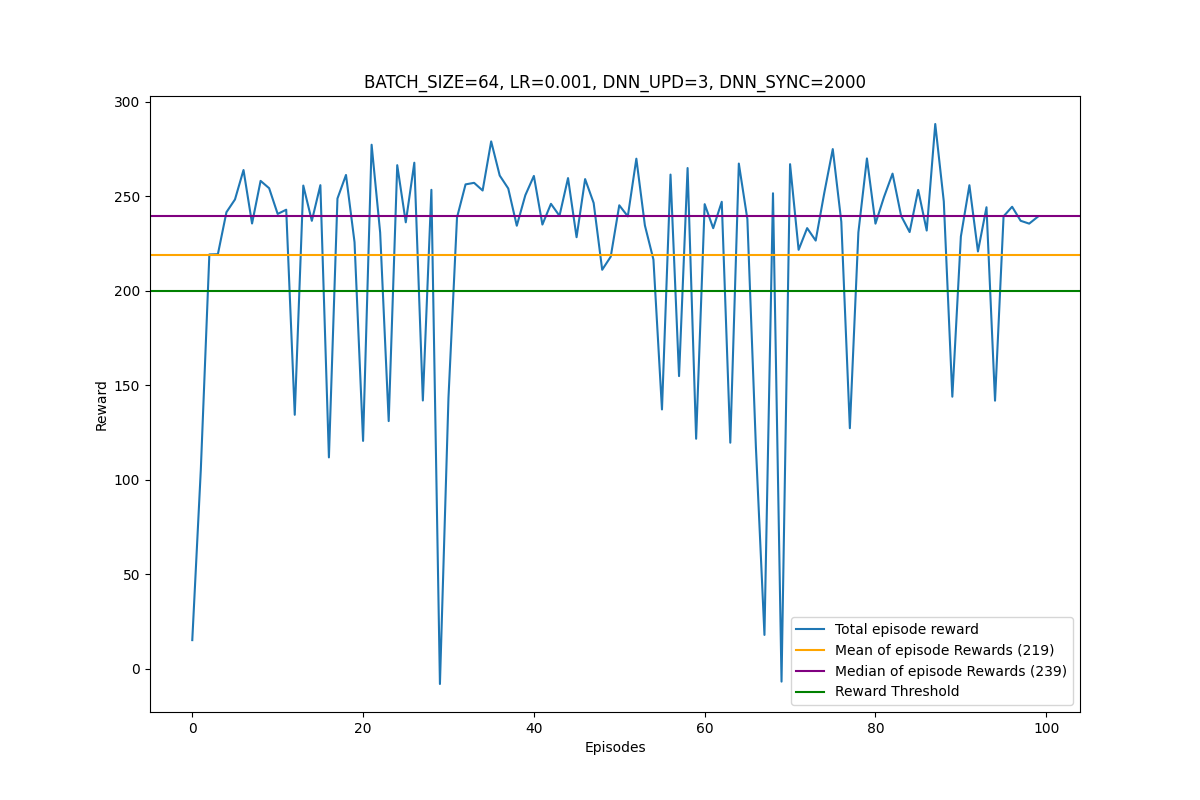 BATCH_SIZE=64, LR=0.001, DNN_UPD=3, DNN_SYNC=2000
300
250
200
150
100
50
0
Reward
Total episode reward
Mean of episode Rewards (219)
Median of episode Rewards (239)
Reward Threshold
0 20 40 60 80 100
Episodes